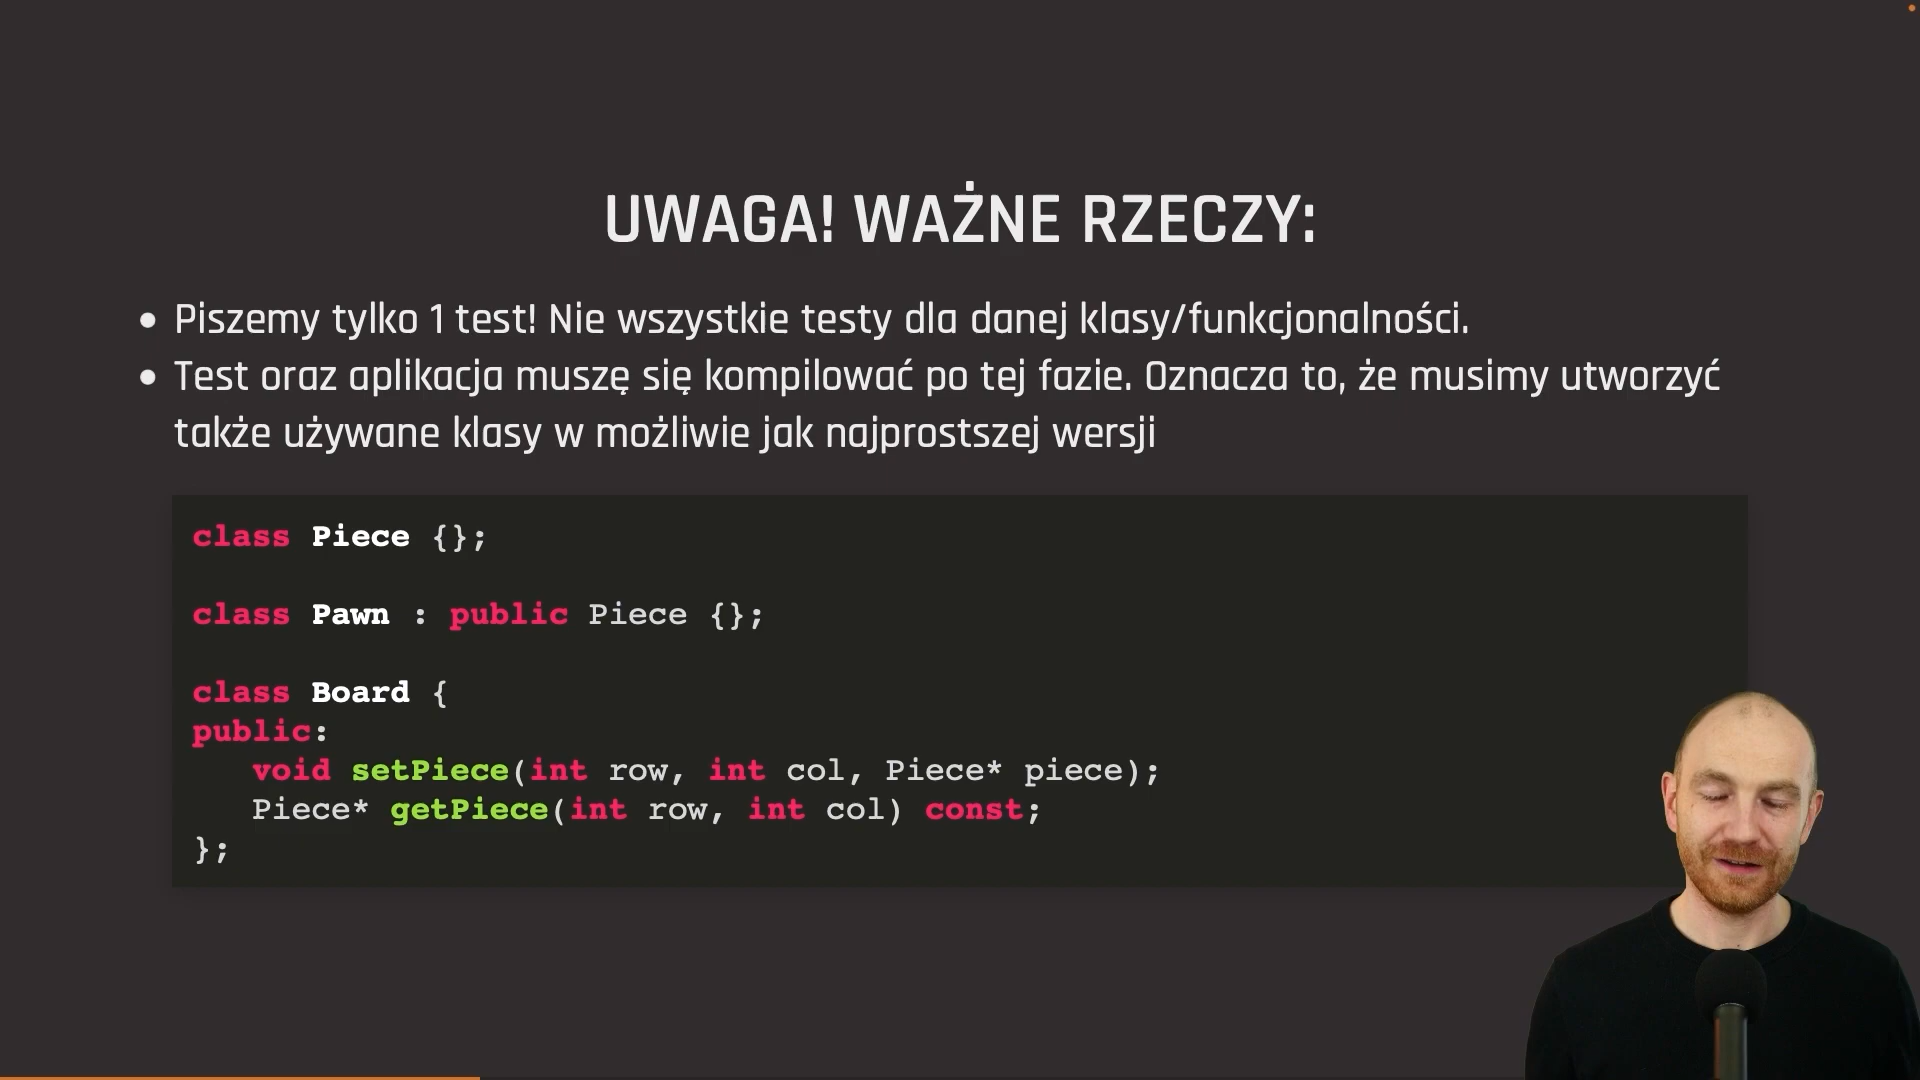 UWAGA! WAŻNE RZECZY:
Piszemy tylko 1 test! Nie wszystkie testy dla danej klasy/funkcjonalności.
Test oraz aplikacja muszę się kompilować po tej fazie. Oznacza to, że musimy utworzyć
także używane klasy w możliwie jak najprostszej wersji
class Piece {};
class Pawn : public Piece {};
class Board {
public:
   void setPiece(int row, int col, Piece* piece);
   Piece* getPiece(int row, int col) const;
};